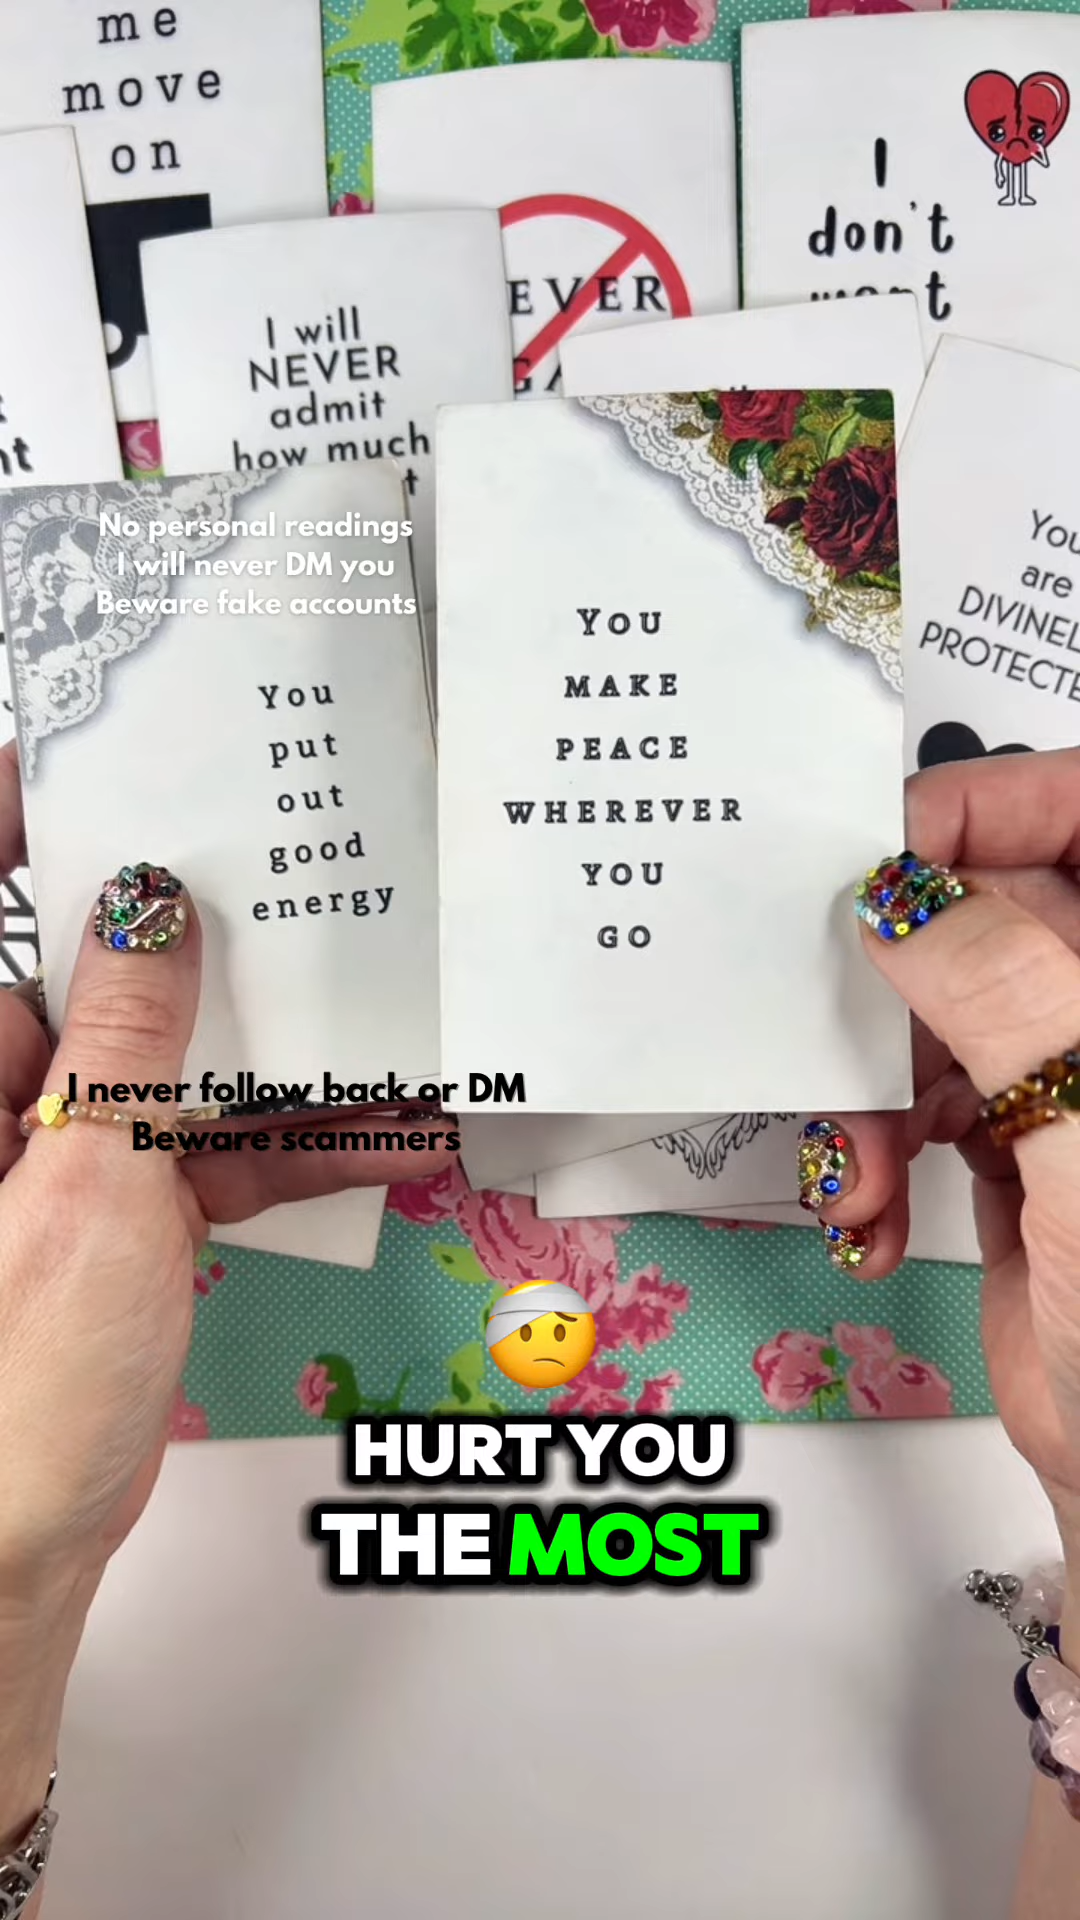 me
move
on
I
don't
want
EVER
I will
NEVER
admit
how much
No personal readings
I will never DM you
Beware fake accounts
You
put
out
good
energy
YOU
MAKE
PEACE
WHEREVER
YOU
GO
You
are
DIVINEL
PROTECTE
I never follow back or DM
Beware scammers
HURT YOU
THE MOST